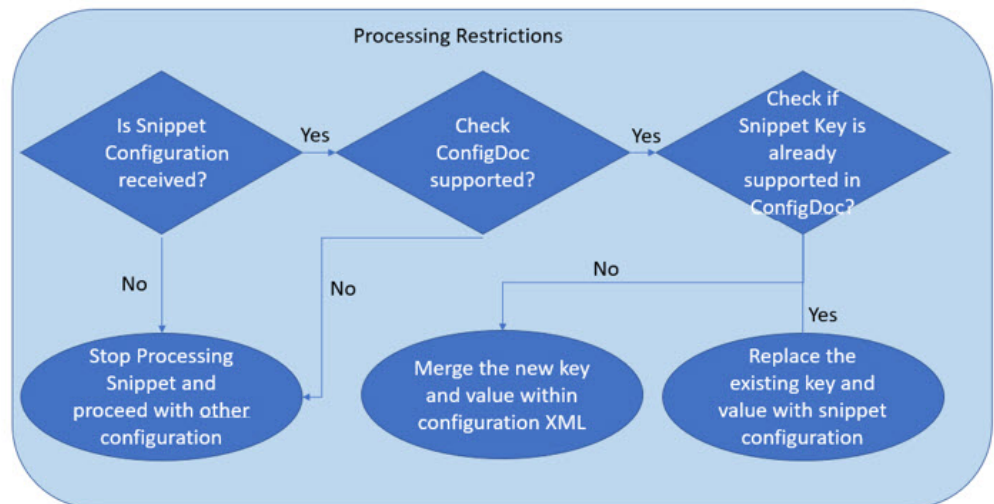 Processing Restrictions
Is Snippet
Configuration
received?
Yes
Check
ConfigDoc
supported?
Yes
Check if
Snippet Key is
already
supported in
ConfigDoc?
No
No
No
Yes
Stop Processing
Snippet and
proceed with other
configuration
Merge the new key
and value within
configuration XML
Replace the
existing key and
value with snippet
configuration